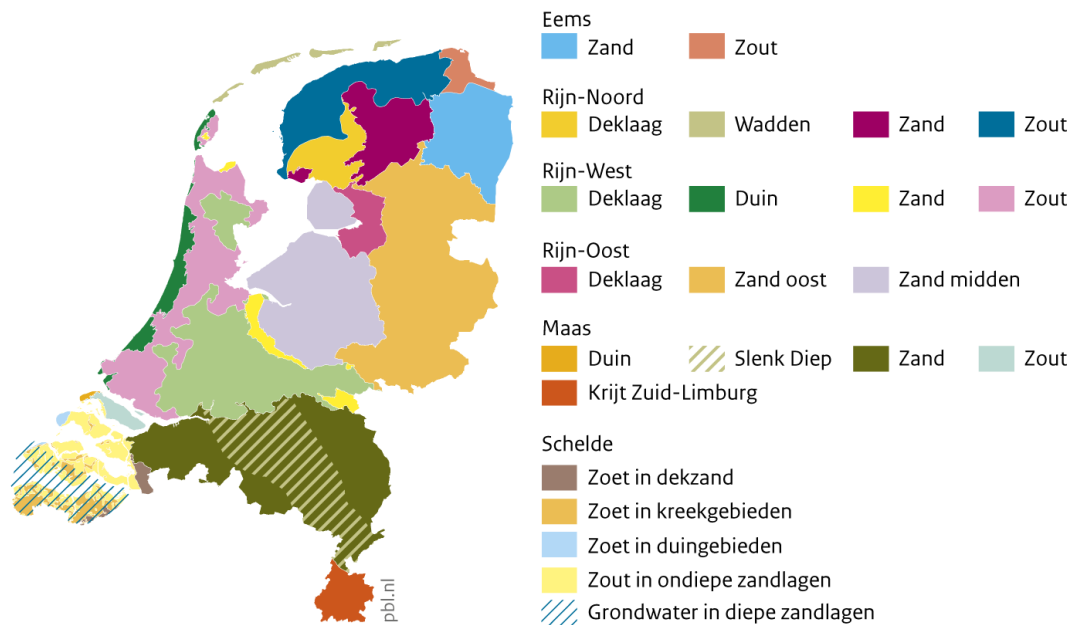 Eems
Zand Zout
Rijn-Noord
Deklaag Wadden Zand Zout
Rijn-West
Deklaag Duin Zand Zout
Rijn-Oost
Deklaag Zand oost Zand midden
Maas
Duin Slenk Diep Zand Zout
Krijt Zuid-Limburg
Schelde
Zoet in dekzand
Zoet in kreekgebieden
Zoet in duingebieden
Zout in ondiepe zandlagen
Grondwater in diepe zandlagen
pbl.nl